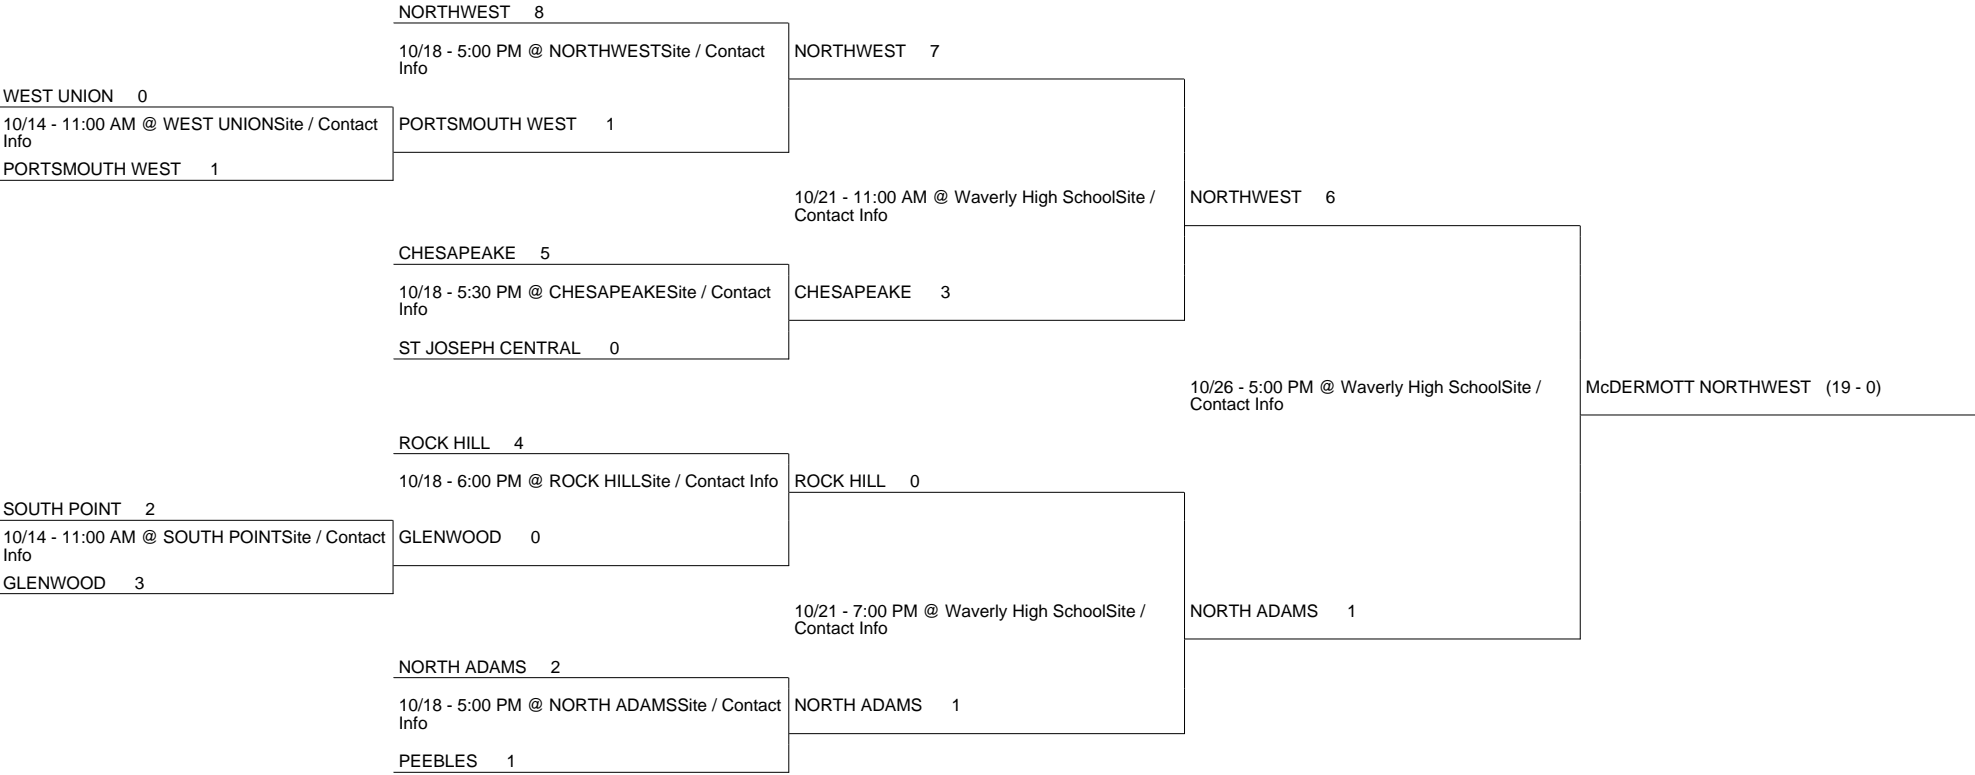 NORTHWEST 8
10/18 - 5:00 PM @ NORTHWESTSite / Contact
Info
NORTHWEST 7
WEST UNION 0
10/14 - 11:00 AM @ WEST UNIONSite / Contact
Info
PORTSMOUTH WEST 1
PORTSMOUTH WEST 1
10/21 - 11:00 AM @ Waverly High SchoolSite /
Contact Info
NORTHWEST 6
CHESAPEAKE 5
10/18 - 5:30 PM @ CHESAPEAKESite / Contact
Info
CHESAPEAKE 3
ST JOSEPH CENTRAL 0
10/26 - 5:00 PM @ Waverly High SchoolSite /
Contact Info
McDERMOTT NORTHWEST (19 - 0)
ROCK HILL 4
10/18 - 6:00 PM @ ROCK HILLSite / Contact Info
ROCK HILL 0
SOUTH POINT 2
10/14 - 11:00 AM @ SOUTH POINTSite / Contact
Info
GLENWOOD 0
GLENWOOD 3
10/21 - 7:00 PM @ Waverly High SchoolSite /
Contact Info
NORTH ADAMS 1
NORTH ADAMS 2
10/18 - 5:00 PM @ NORTH ADAMSSite / Contact
Info
NORTH ADAMS 1
PEEBLES 1